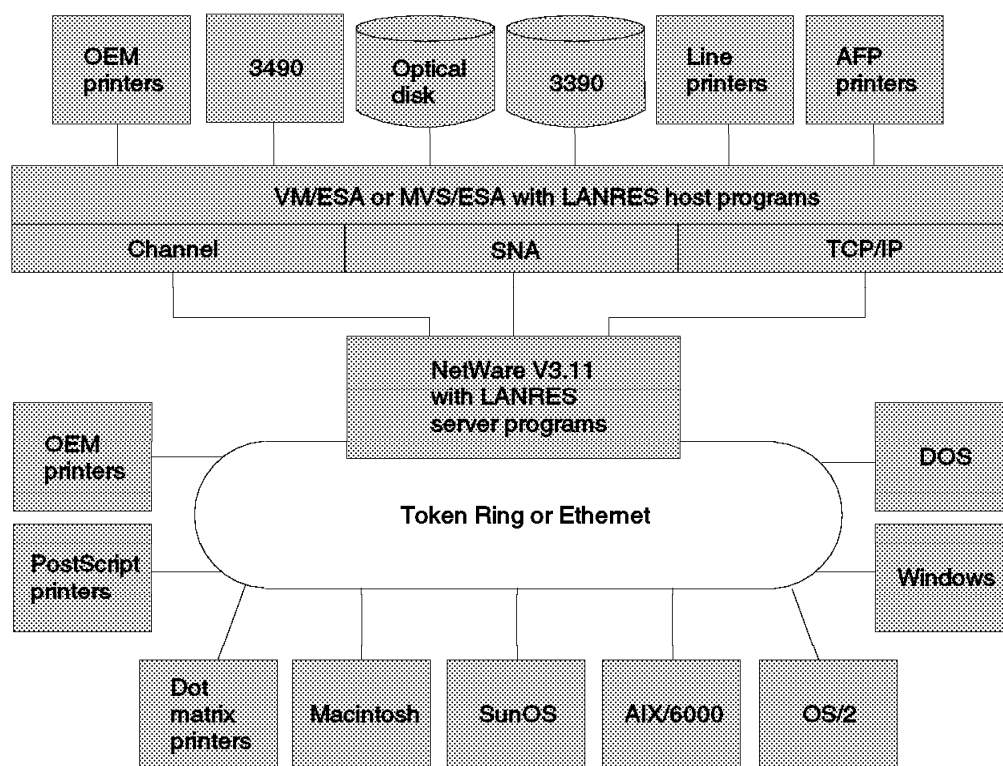 OEM
printers
3490
Optical
disk
3390
Line
printers
AFP
printers
VM/ESA or MVS/ESA with LANRES host programs
Channel
SNA
TCP/IP
NetWare V3.11
with LANRES
server programs
OEM
printers
DOS
Token Ring or Ethernet
PostScript
printers
Windows
Dot
matrix
printers
Macintosh
SunOS
AIX/6000
OS/2